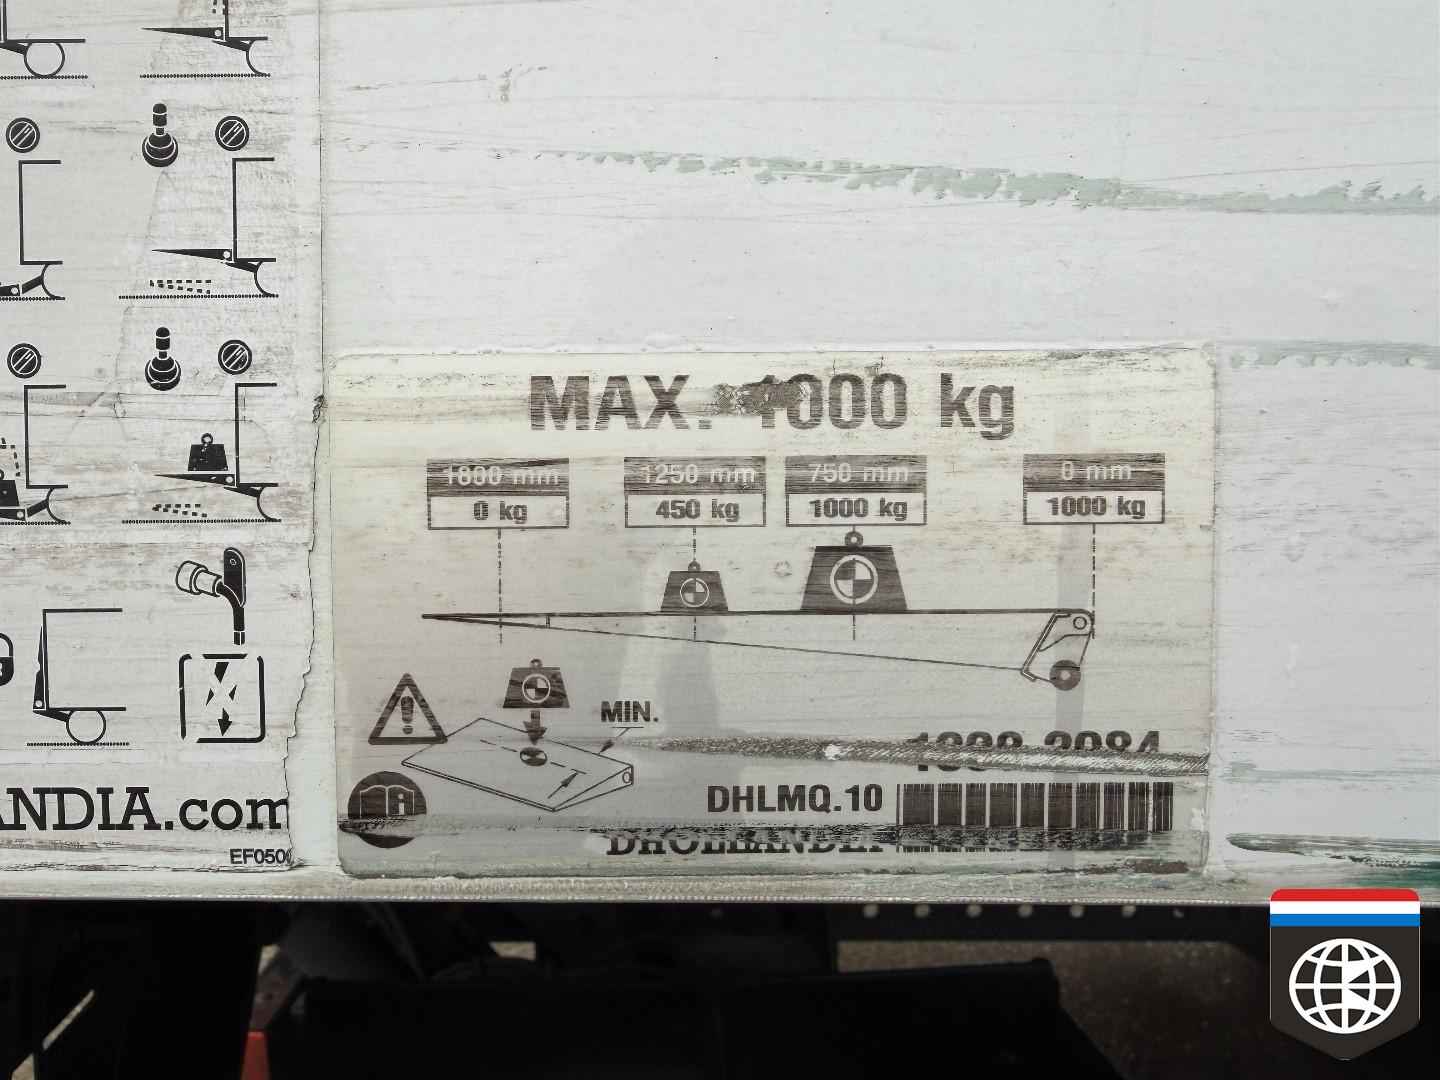 MAX. 1000 kg
1800 mm 1250 mm 750 mm 0 mm
0 kg 450 kg 1000 kg 1000 kg
MIN.
DHLMQ.10
ANDIA.com
EF050